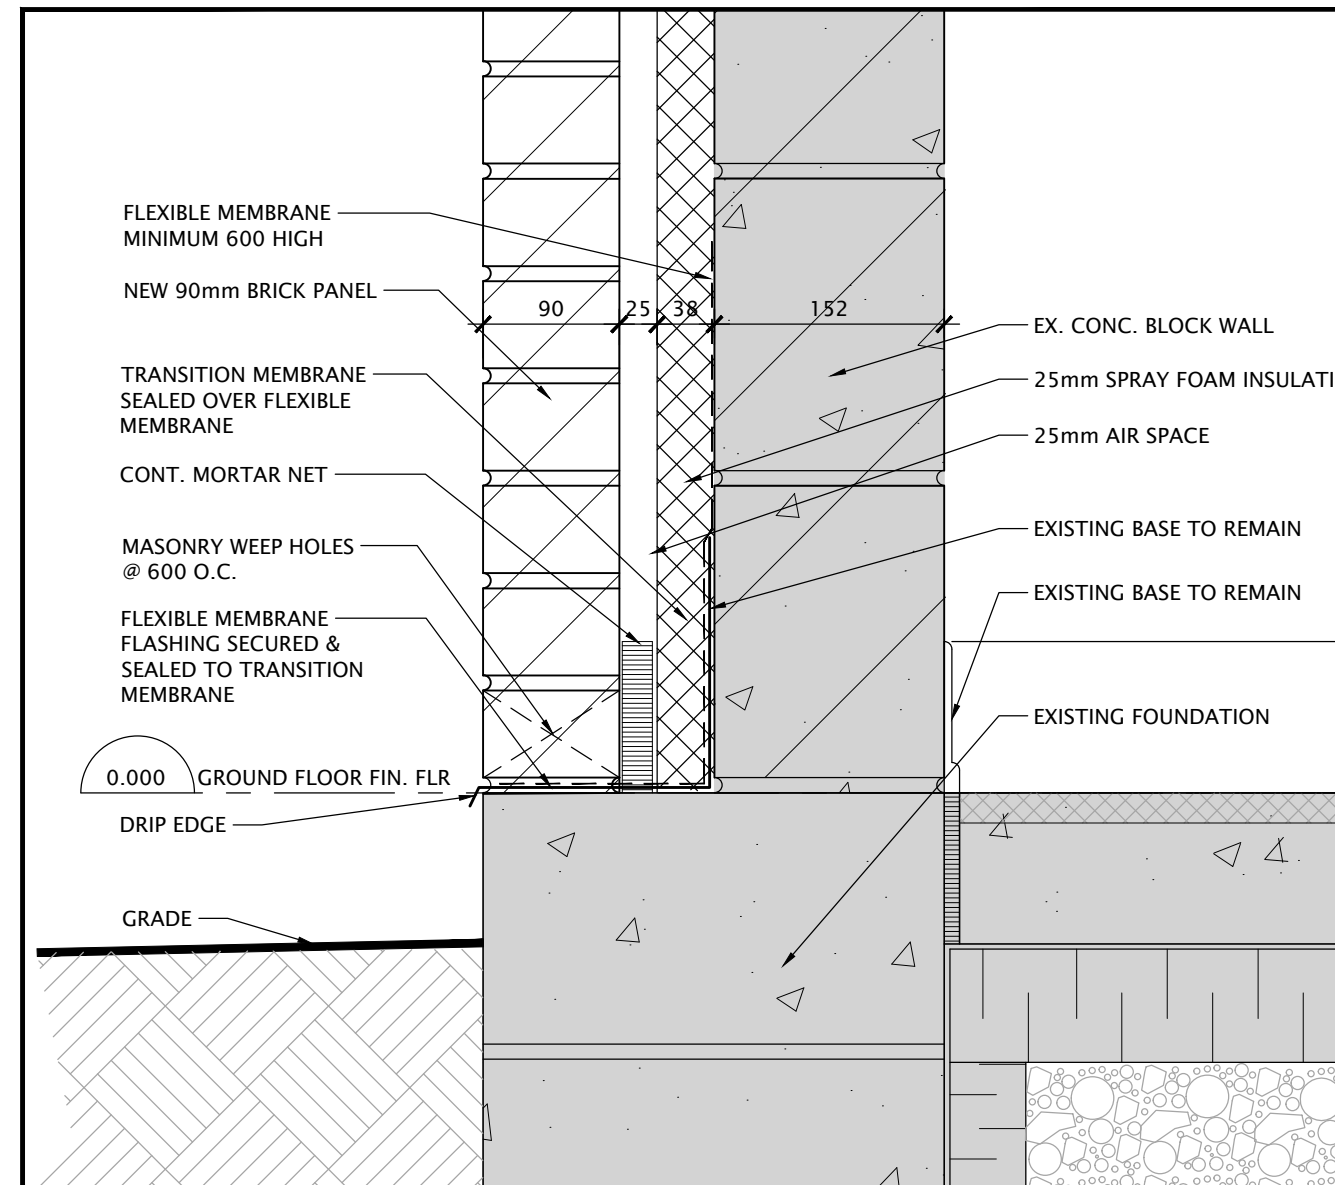 FLEXIBLE MEMBRANE
MINIMUM 600 HIGH
NEW 90mm BRICK PANEL
90
25
38
152
TRANSITION MEMBRANE
SEALED OVER FLEXIBLE
MEMBRANE
CONT. MORTAR NET
MASONRY WEEP HOLES
@ 600 O.C.
FLEXIBLE MEMBRANE
FLASHING SECURED &
SEALED TO TRANSITION
MEMBRANE
0.000 GROUND FLOOR FIN. FLR
DRIP EDGE
GRADE
EX. CONC. BLOCK WALL
25mm SPRAY FOAM INSULATI
25mm AIR SPACE
EXISTING BASE TO REMAIN
EXISTING BASE TO REMAIN
EXISTING FOUNDATION